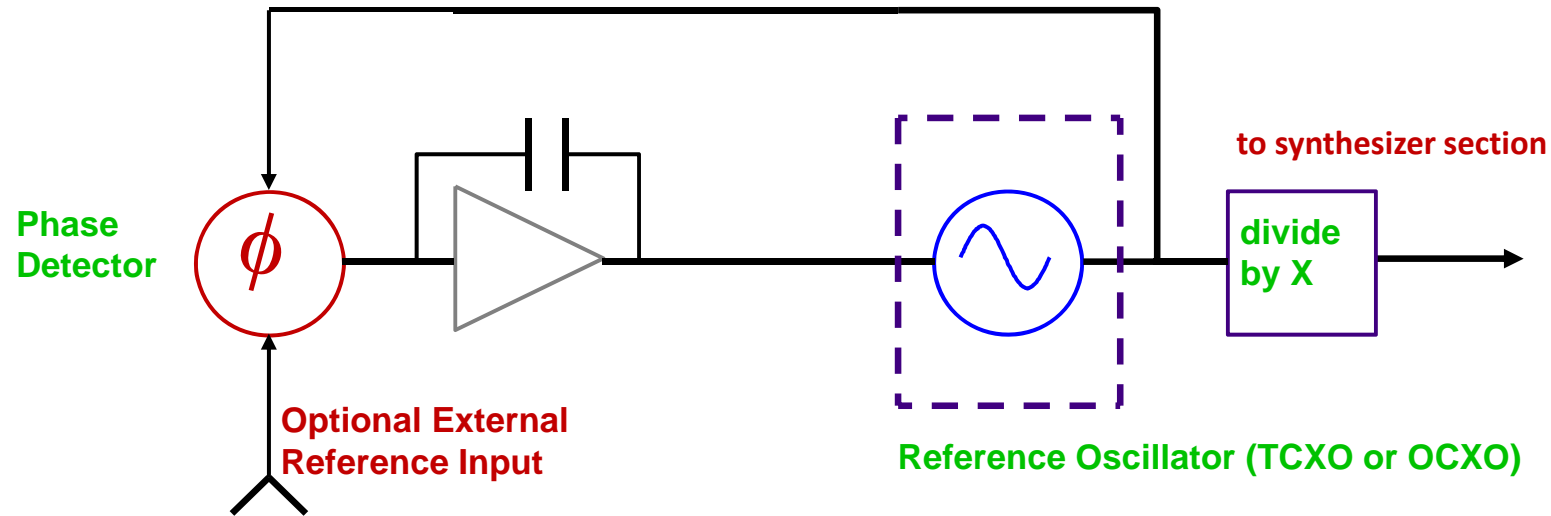 to synthesizer section
Phase
Detector
ϕ
divide
by X
Optional External
Reference Input
Reference Oscillator (TCXO or OCXO)